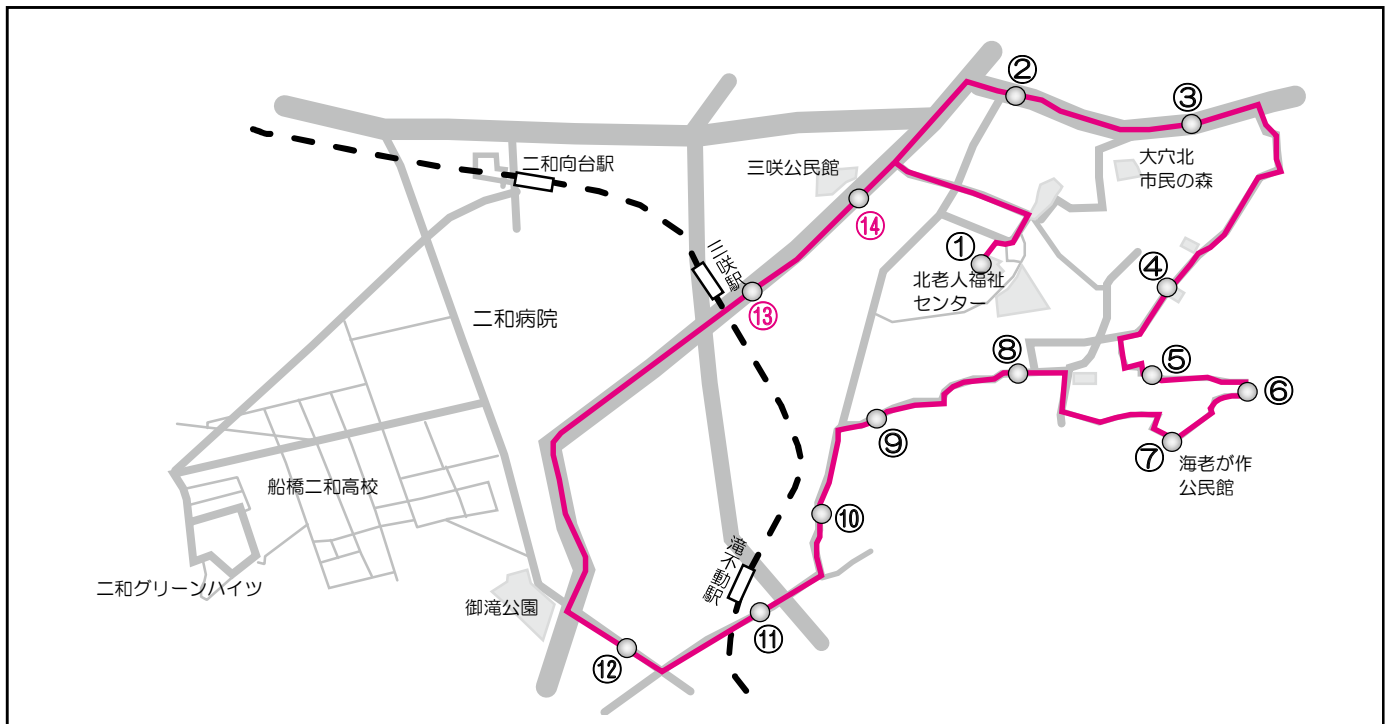 ②
③
二和向台駅
三咲公民館
大穴北
市民の森
⑭
①
三咲駅
北老人福祉
センター
④
⑬
二和病院
⑧
⑤
⑥
⑨
⑦
海老が作
公民館
船橋二和高校
⑩
滝不動駅
二和グリーンハイツ
御滝公園
⑪
⑫